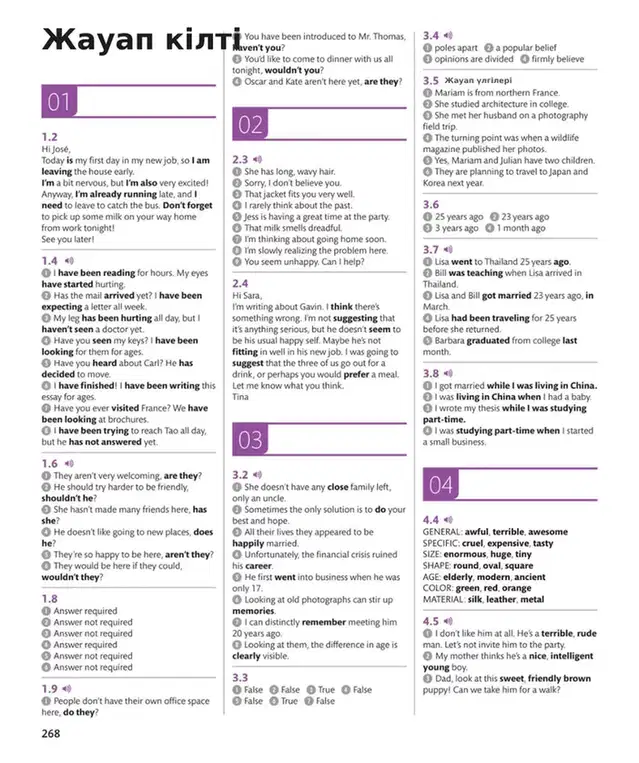 Жауап кілті
01
1.2
Hi José,
Today is my first day in my new job, so I am
leaving the house early.
I'm a bit nervous, but I'm also very excited!
Anyway, I'm already running late, and I
need to leave to catch the bus. Don't forget
to pick up some milk on your way home
from work tonight!
See you later!
1.4
1 I have been reading for hours. My eyes
have started hurting.
2 Has the mail arrived yet? I have been
expecting a letter all week.
3 My leg has been hurting all day, but I
haven't seen a doctor yet.
4 Have you seen my keys? I have been
looking for them for ages.
5 Have you heard about Carl? He has
decided to move.
6 I have finished! I have been writing this
essay for ages.
7 Have you ever visited France? We have
been looking at brochures.
8 I have been trying to reach Tao all day,
but he has not answered yet.
1.6
1 They aren't very welcoming, are they?
2 He should try harder to be friendly,
shouldn't he?
3 She hasn't made many friends here, has
she?
4 He doesn't like going to new places, does
he?
5 They're so happy to be here, aren't they?
6 They would be here if they could,
wouldn't they?
1.8
1 Answer required
2 Answer not required
3 Answer not required
4 Answer required
5 Answer not required
6 Answer not required
1.9
1 People don't have their own office space
here, do they?
268
You have been introduced to Mr. Thomas,
haven't you?
3 You'd like to come to dinner with us all
tonight, wouldn't you?
4 Oscar and Kate aren't here yet, are they?
02
2.3
1 She has long, wavy hair.
2 Sorry, I don't believe you.
3 That jacket fits you very well.
4 I rarely think about the past.
5 Jess is having a great time at the party.
6 That milk smells dreadful.
7 I'm thinking about going home soon.
8 I'm slowly realizing the problem here.
9 You seem unhappy. Can I help?
2.4
Hi Sara,
I'm writing about Gavin. I think there's
something wrong. I'm not suggesting that
it's anything serious, but he doesn't seem to
be his usual happy self. Maybe he's not
fitting in well in his new job. I was going to
suggest that the three of us go out for a
drink, or perhaps you would prefer a meal.
Let me know what you think.
Tina
03
3.2
1 She doesn't have any close family left,
only an uncle.
2 Sometimes the only solution is to do your
best and hope.
3 All their lives they appeared to be
happily married.
4 Unfortunately, the financial crisis ruined
his career.
5 He first went into business when he was
only 17.
6 Looking at old photographs can stir up
memories.
7 I can distinctly remember meeting him
20 years ago.
8 Looking at them, the difference in age is
clearly visible.
3.3
1 False 2 False 3 True 4 False
5 False 6 True 7 False
3.4
1 poles apart 2 a popular belief
3 opinions are divided 4 firmly believe
3.5 Жауап үлгілері
1 Mariam is from northern France.
2 She studied architecture in college.
3 She met her husband on a photography
field trip.
4 The turning point was when a wildlife
magazine published her photos.
5 Yes, Mariam and Julian have two children.
6 They are planning to travel to Japan and
Korea next year.
3.6
1 25 years ago 2 23 years ago
3 3 years ago 4 1 month ago
3.7
1 Lisa went to Thailand 25 years ago.
2 Bill was teaching when Lisa arrived in
Thailand.
3 Lisa and Bill got married 23 years ago, in
March.
4 Lisa had been traveling for 25 years
before she returned.
5 Barbara graduated from college last
month.
3.8
1 I got married while I was living in China.
2 I was living in China when I had a baby.
3 I wrote my thesis while I was studying
part-time.
4 I was studying part-time when I started
a small business.
04
4.4
GENERAL: awful, terrible, awesome
SPECIFIC: cruel, expensive, tasty
SIZE: enormous, huge, tiny
SHAPE: round, oval, square
AGE: elderly, modern, ancient
COLOR: green, red, orange
MATERIAL: silk, leather, metal
4.5
1 I don't like him at all. He's a terrible, rude
man. Let's not invite him to the party.
2 My mother thinks he's a nice, intelligent
young boy.
3 Dad, look at this sweet, friendly brown
puppy! Can we take him for a walk?